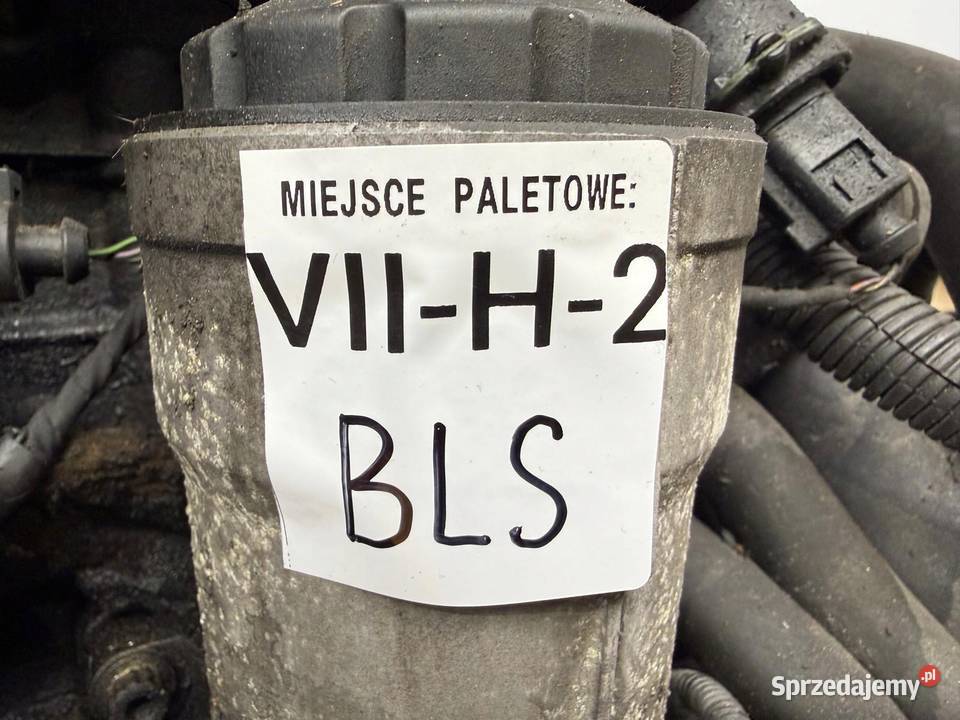 MIEJSCE PALETOWE:
VII-H-2
BLS
Sprzedajemy.pl